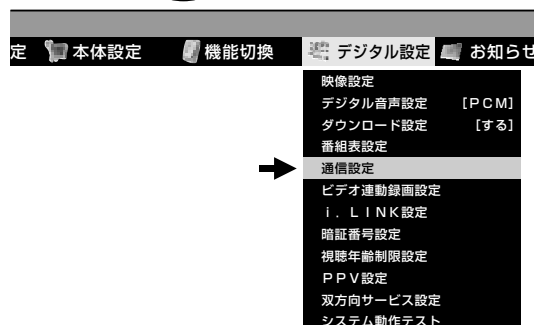 定 本体設定 機能切換 デジタル設定 お知らせ
映像設定
デジタル音声設定 [ＰＣＭ]
ダウンロード設定 [する]
番組表設定
通信設定
ビデオ連動録画設定
ｉ．ＬＩＮＫ設定
暗証番号設定
視聴年齢制限設定
ＰＰＶ設定
双方向サービス設定
システム動作テスト